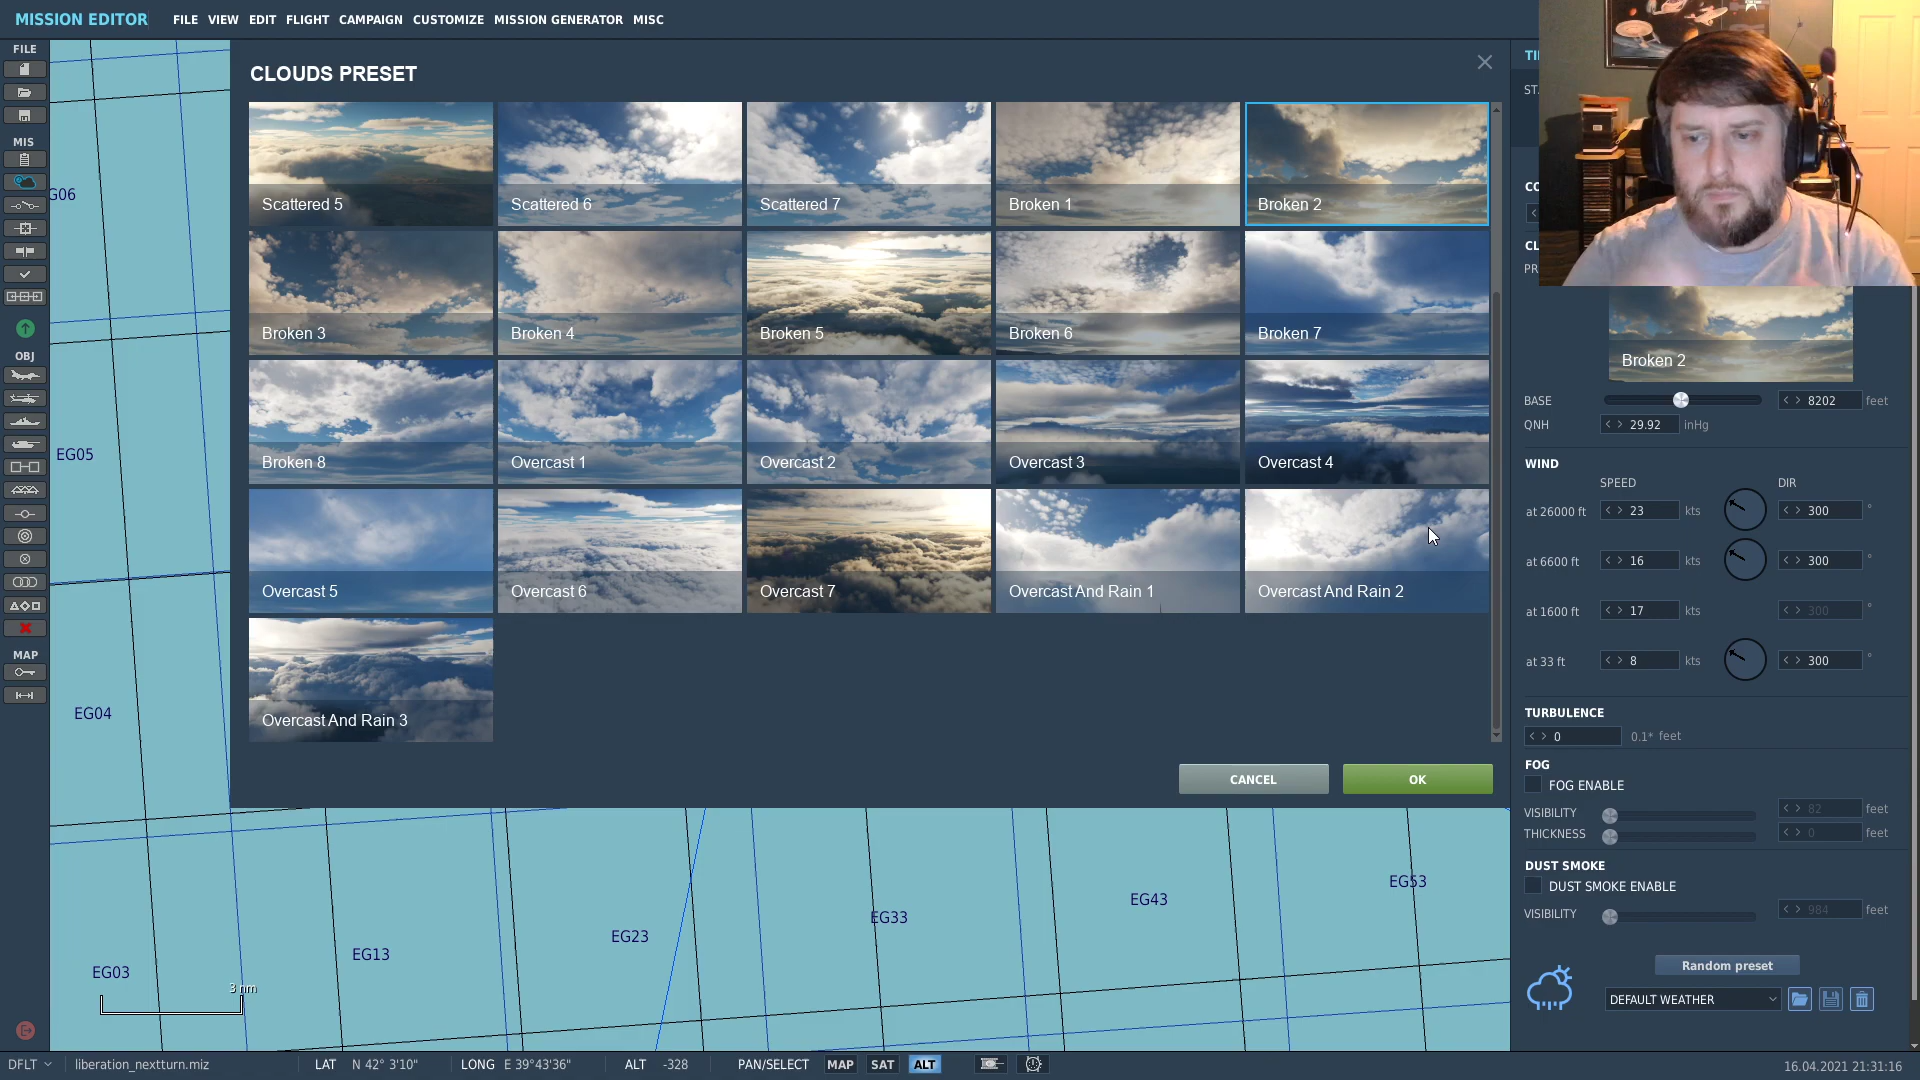 MISSION EDITOR
FILE VIEW EDIT FLIGHT CAMPAIGN CUSTOMIZE MISSION GENERATOR MISC
FILE
MIS
OBJ
MAP
CLOUDS PRESET
Scattered 5
Scattered 6
Scattered 7
Broken 1
Broken 2
Broken 3
Broken 4
Broken 5
Broken 6
Broken 7
Broken 8
Overcast 1
Overcast 2
Overcast 3
Overcast 4
Overcast 5
Overcast 6
Overcast 7
Overcast And Rain 1
Overcast And Rain 2
Overcast And Rain 3
CANCEL
OK
G06
EG05
EG04
EG03
EG13
EG23
EG33
EG43
EG53
3 nm
Broken 2
BASE 8202 feet
QNH 29.92 inHg
WIND
SPEED DIR
at 26000 ft 23 kts 300 °
at 6600 ft 16 kts 300 °
at 1600 ft 17 kts 300 °
at 33 ft 8 kts 300 °
TURBULENCE
0 0.1* feet
FOG
FOG ENABLE
VISIBILITY 82 feet
THICKNESS 0 feet
DUST SMOKE
DUST SMOKE ENABLE
VISIBILITY 984 feet
Random preset
DEFAULT WEATHER
DFLT liberation_nextturn.miz LAT N 42° 3'10" LONG E 39°43'36" ALT -328 PAN/SELECT MAP SAT ALT 16.04.2021 21:31:16